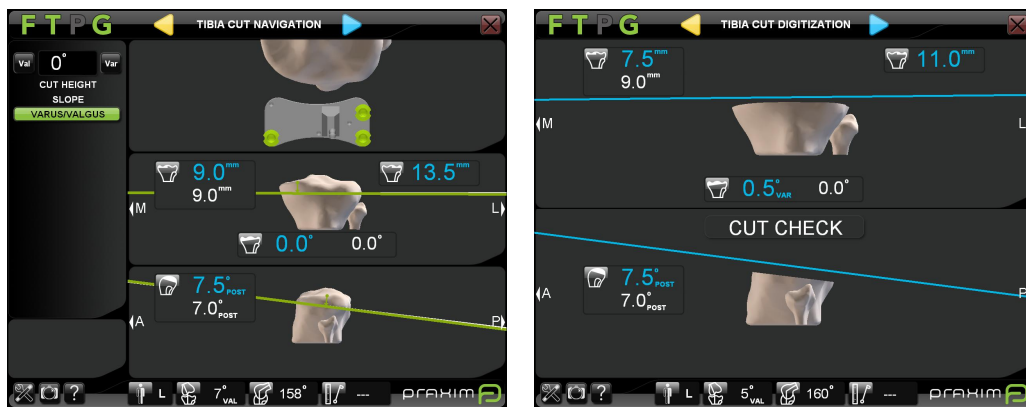 FTPG
TIBIA CUT NAVIGATION
Val 0° Var
CUT HEIGHT
SLOPE
VARUS/VALGUS
9.0mm 13.5mm
9.0mm
M L
0.0° 0.0°
7.5°POST
7.0°POST
A P
? L 7°VAL 158° --- PRAXIM
FTPG
TIBIA CUT DIGITIZATION
7.5mm 11.0mm
9.0mm
M L
0.5°VAR 0.0°
CUT CHECK
7.5°POST
7.0°POST
A P
? L 5°VAL 160° --- PRAXIM